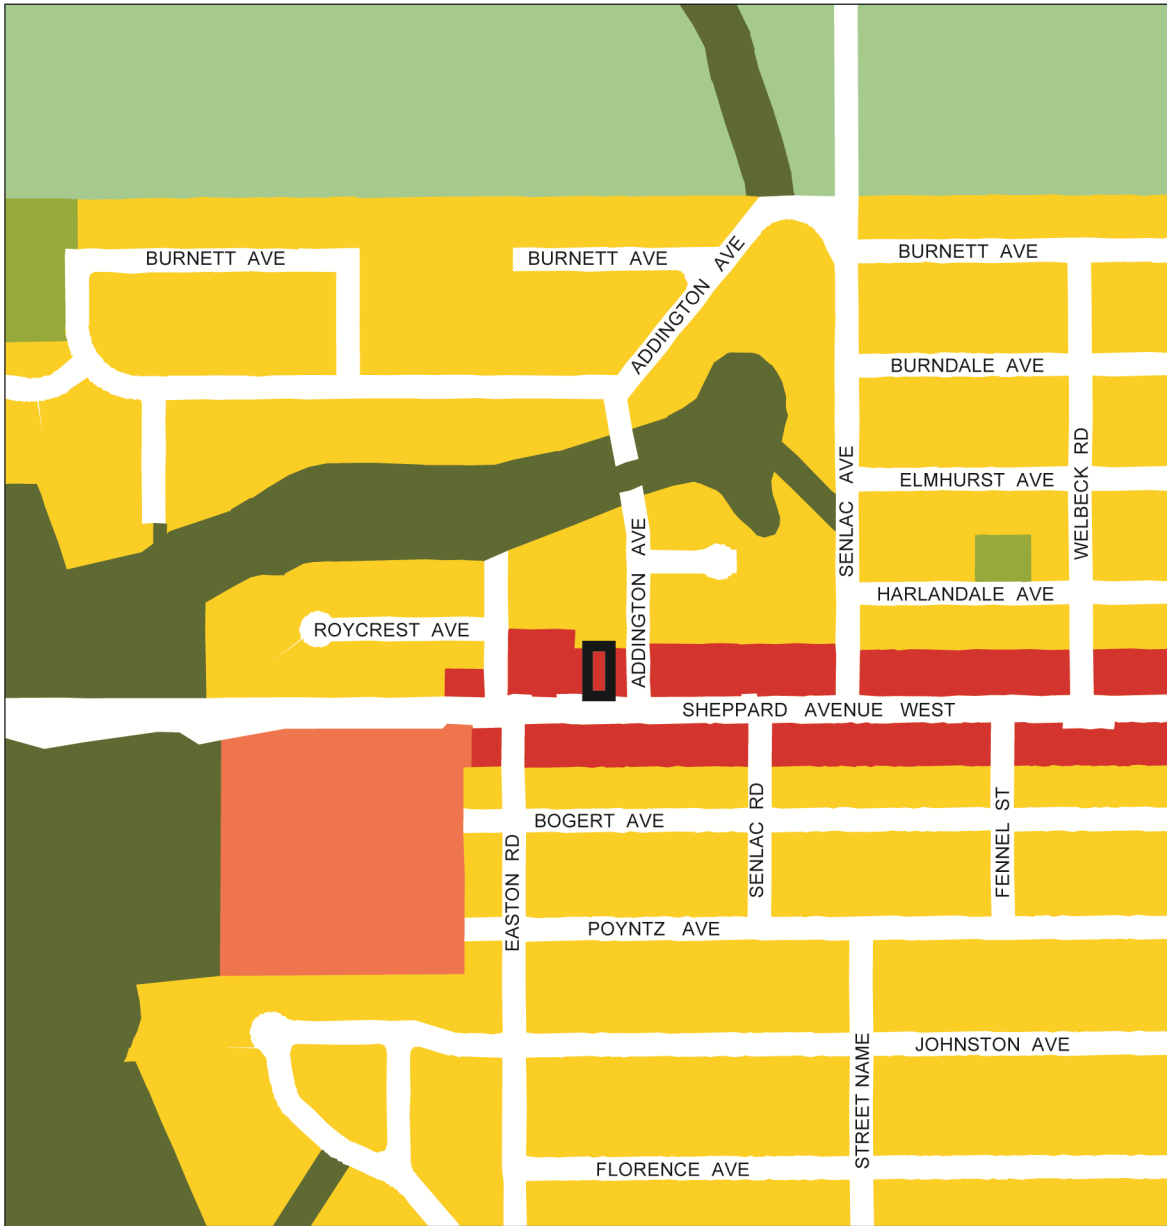 BURNETT AVE
BURNETT AVE
BURNETT AVE
ADDINGTON AVE
BURNDALE AVE
SENLAC AVE
ELMHURST AVE
WELBECK RD
ADDINGTON AVE
HARLANDALE AVE
ROYCREST AVE
SHEPPARD AVENUE WEST
BOGERT AVE
EASTON RD
SENLAC RD
FENNEL ST
POYNTZ AVE
JOHNSTON AVE
STREET NAME
FLORENCE AVE